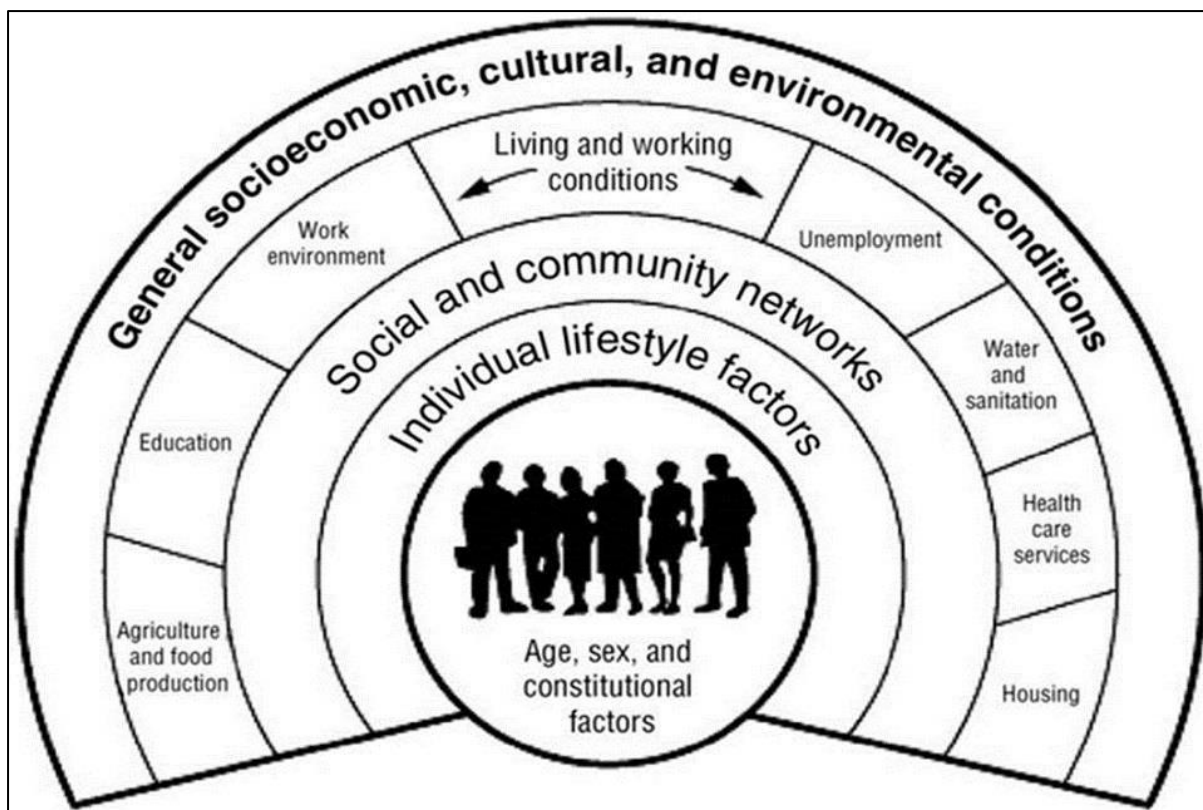 General socioeconomic, cultural, and environmental conditions
Living and working
conditions
Work
environment
Unemployment
Education
Water
and
sanitation
Agriculture
and food
production
Health
care
services
Housing
Social and community networks
Individual lifestyle factors
Age, sex, and
constitutional
factors